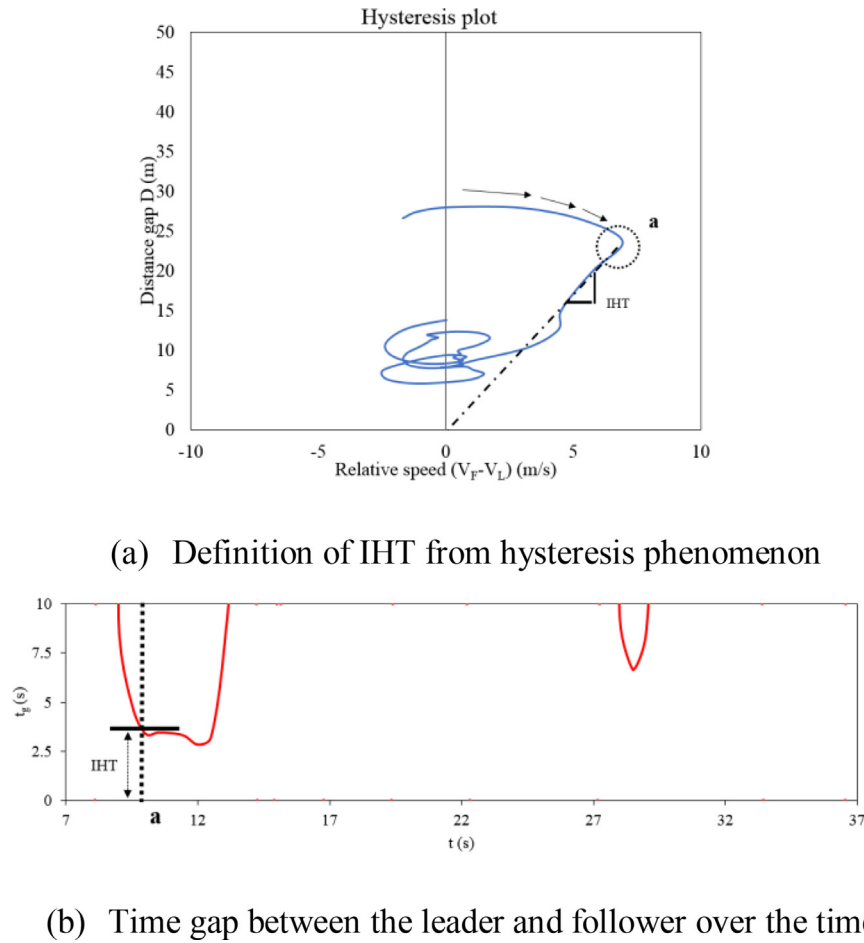 Hysteresis plot
50
45
40
35
30
25
20
15
10
5
0
Distance gap D (m)
a
IHT
-10 -5 0 5 10
Relative speed (VF-VL) (m/s)
(a) Definition of IHT from hysteresis phenomenon
10
7.5
5
2.5
0
tg (s)
IHT
7 12 17 22 27 32 37
a
t (s)
(b) Time gap between the leader and follower over the time